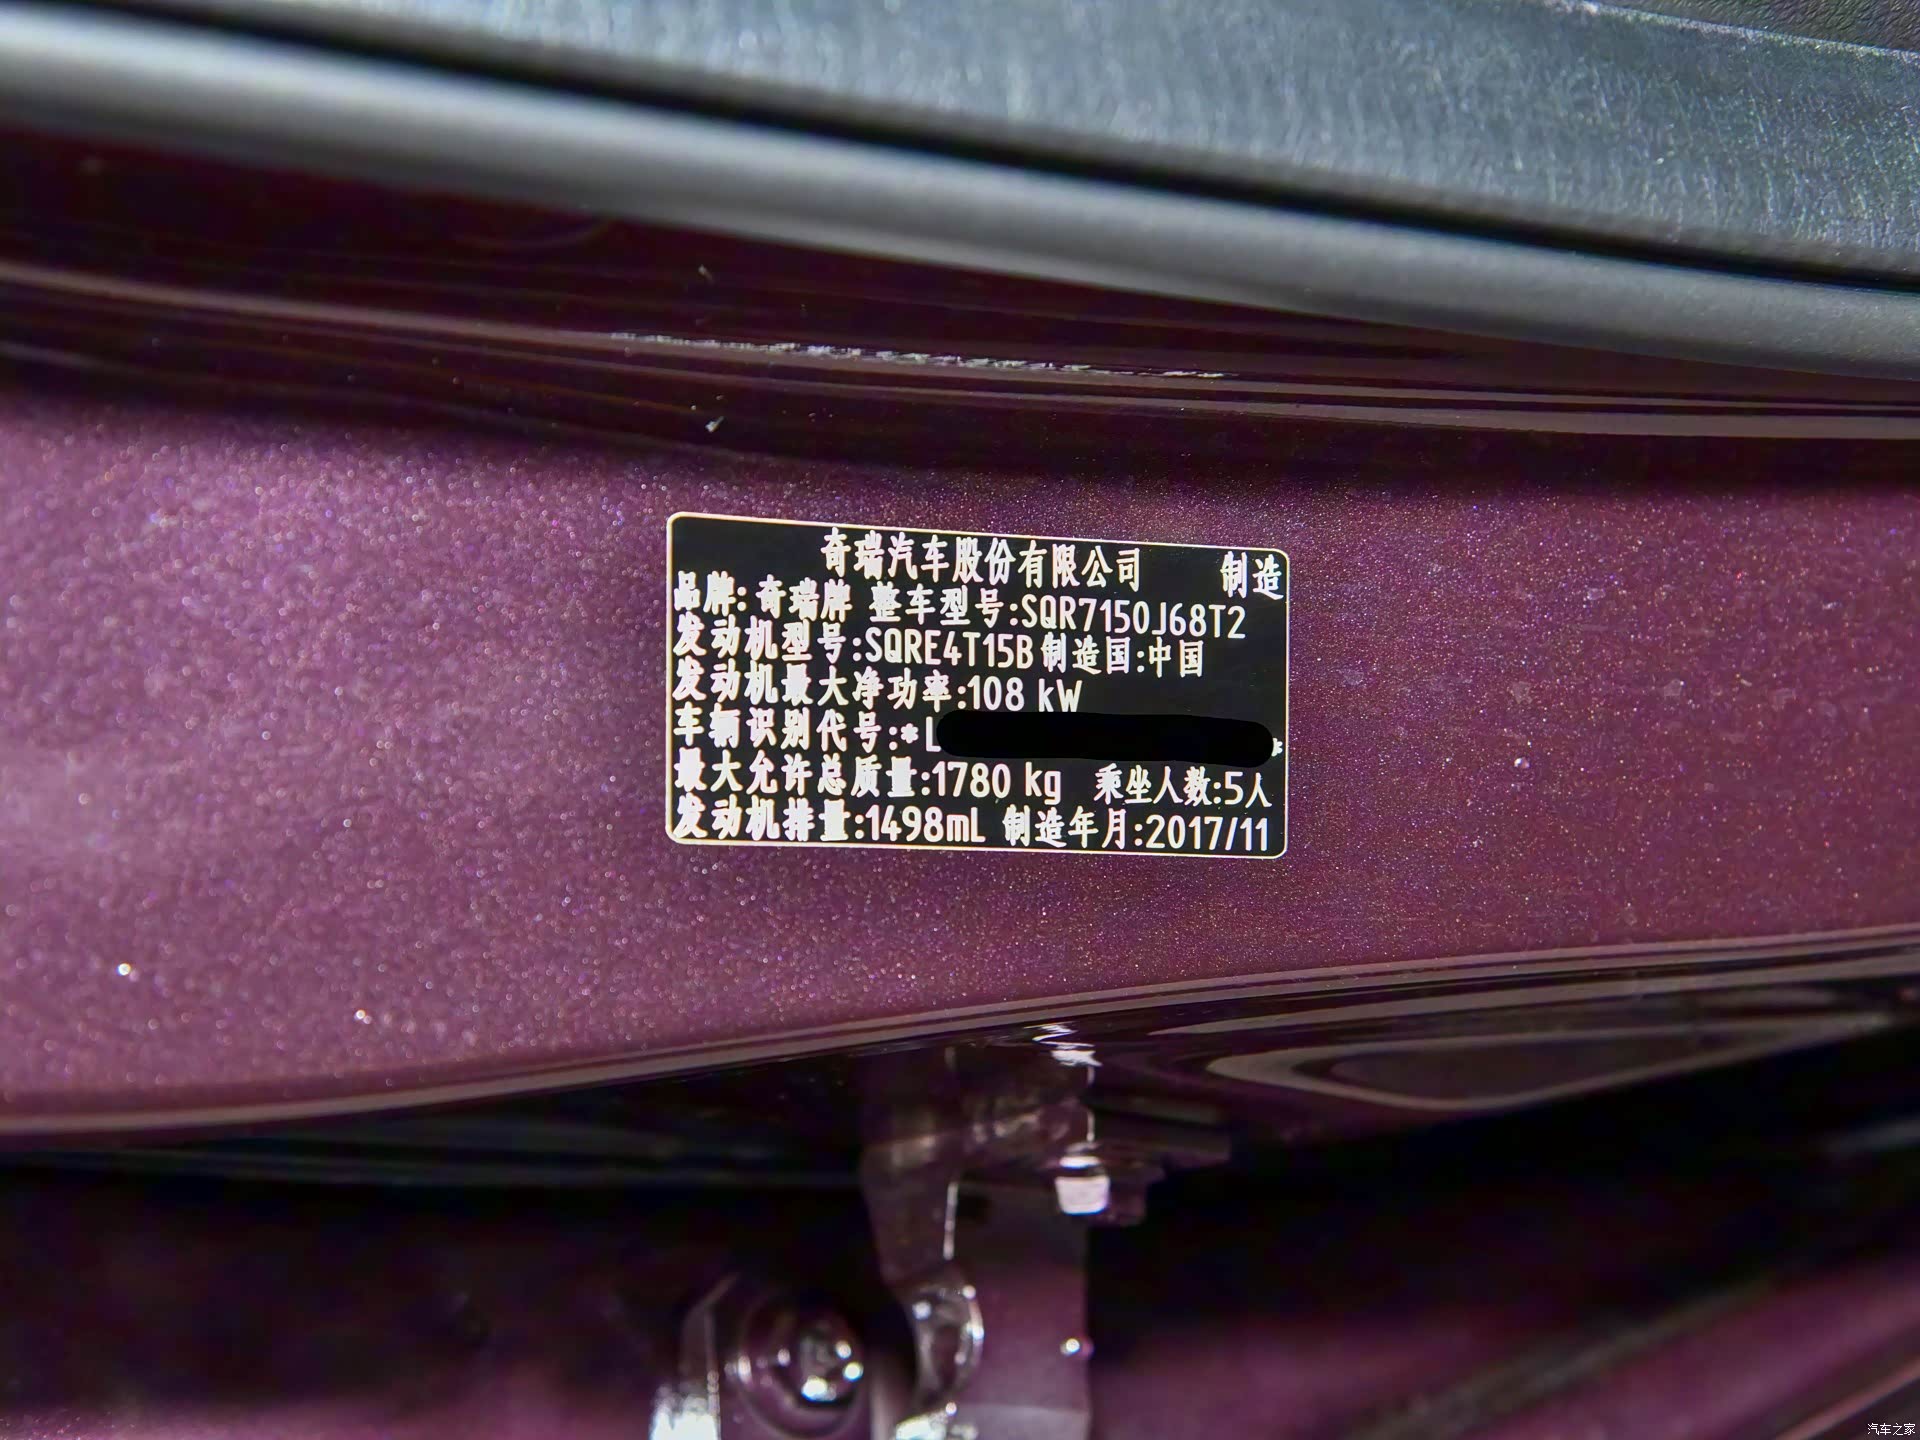 奇瑞汽车股份有限公司 制造
品牌:奇瑞牌 整车型号:SQR7150J68T2
发动机型号:SQRE4T15B 制造国:中国
发动机最大净功率:108 kW
车辆识别代号:*L *
最大允许总质量:1780 kg 乘坐人数:5人
发动机排量:1498mL 制造年月:2017/11
汽车之家